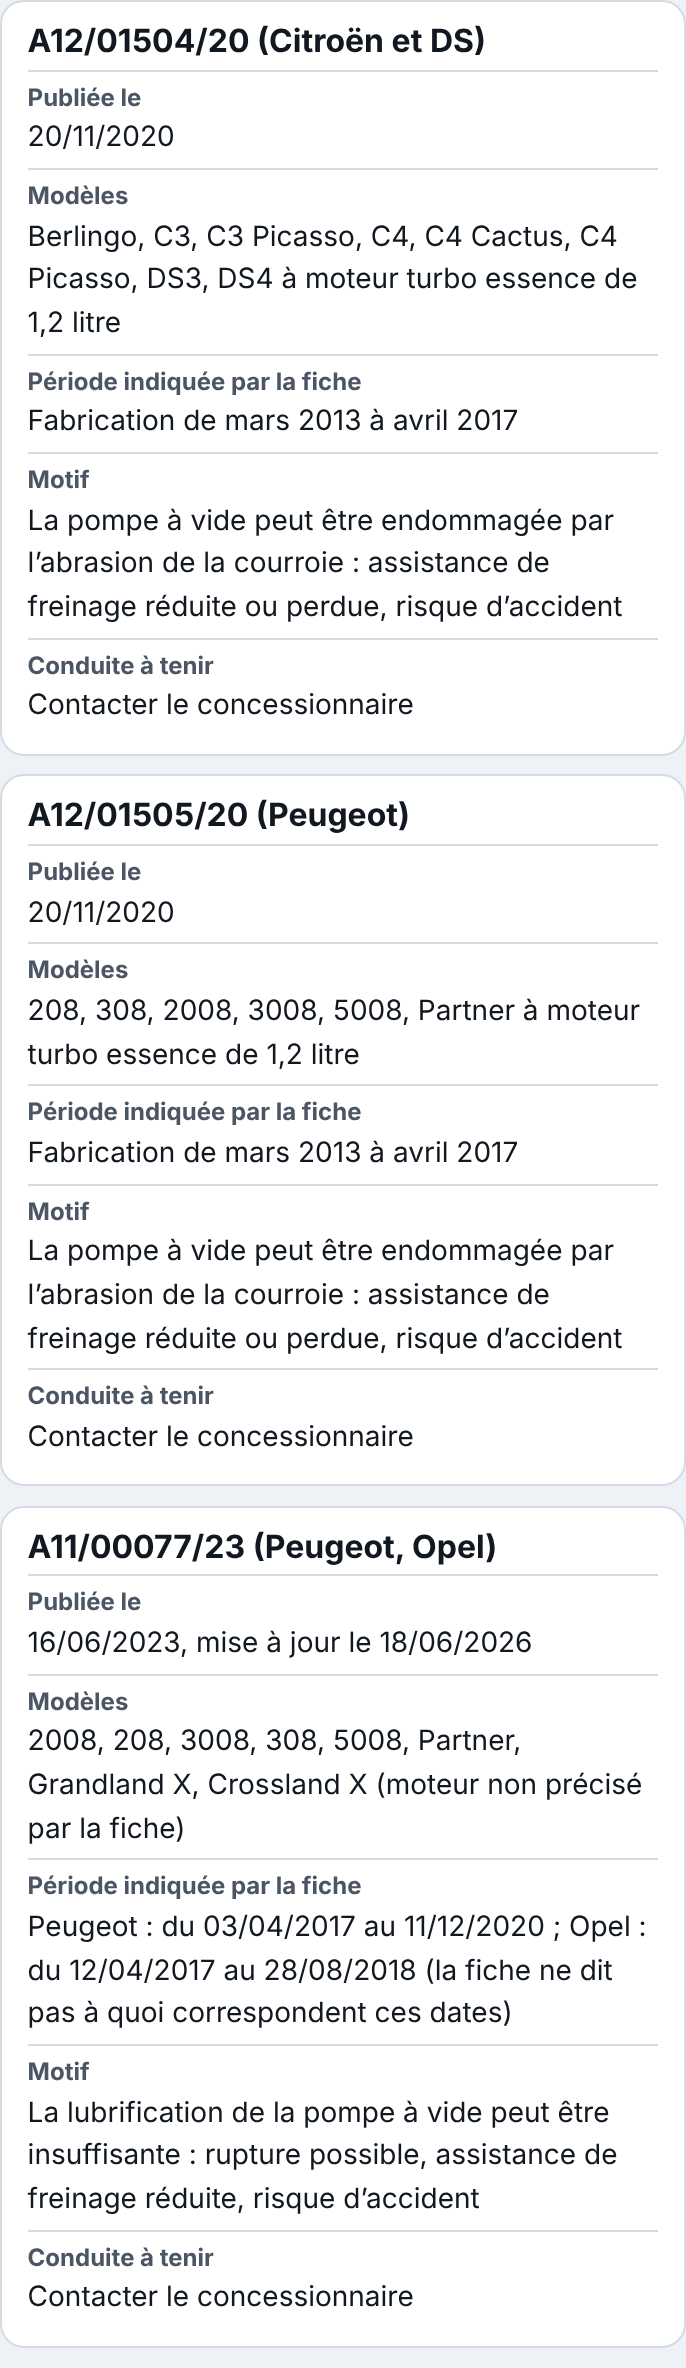 A12/01504/20 (Citroën et DS)
Publiée le
20/11/2020
Modèles
Berlingo, C3, C3 Picasso, C4, C4 Cactus, C4
Picasso, DS3, DS4 à moteur turbo essence de
1,2 litre
Période indiquée par la fiche
Fabrication de mars 2013 à avril 2017
Motif
La pompe à vide peut être endommagée par
l’abrasion de la courroie : assistance de
freinage réduite ou perdue, risque d’accident
Conduite à tenir
Contacter le concessionnaire
A12/01505/20 (Peugeot)
Publiée le
20/11/2020
Modèles
208, 308, 2008, 3008, 5008, Partner à moteur
turbo essence de 1,2 litre
Période indiquée par la fiche
Fabrication de mars 2013 à avril 2017
Motif
La pompe à vide peut être endommagée par
l’abrasion de la courroie : assistance de
freinage réduite ou perdue, risque d’accident
Conduite à tenir
Contacter le concessionnaire
A11/00077/23 (Peugeot, Opel)
Publiée le
16/06/2023, mise à jour le 18/06/2026
Modèles
2008, 208, 3008, 308, 5008, Partner,
Grandland X, Crossland X (moteur non précisé
par la fiche)
Période indiquée par la fiche
Peugeot : du 03/04/2017 au 11/12/2020 ; Opel :
du 12/04/2017 au 28/08/2018 (la fiche ne dit
pas à quoi correspondent ces dates)
Motif
La lubrification de la pompe à vide peut être
insuffisante : rupture possible, assistance de
freinage réduite, risque d’accident
Conduite à tenir
Contacter le concessionnaire